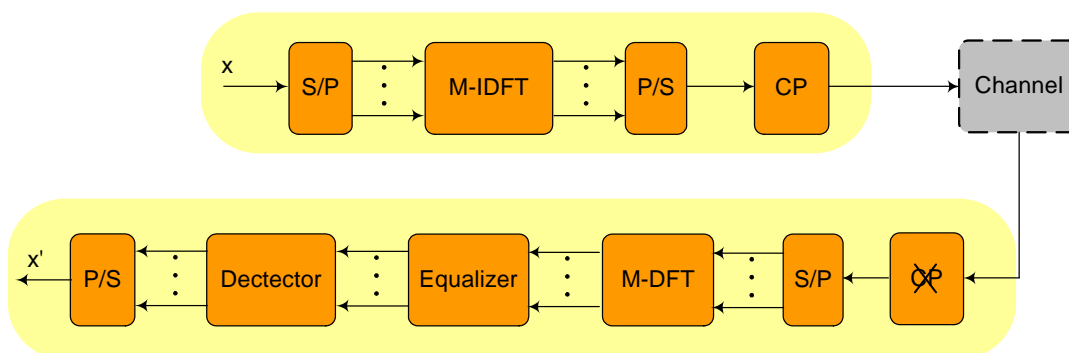 x
S/P
M-IDFT
P/S
CP
Channel
x'
P/S
Dectector
Equalizer
M-DFT
S/P
CP